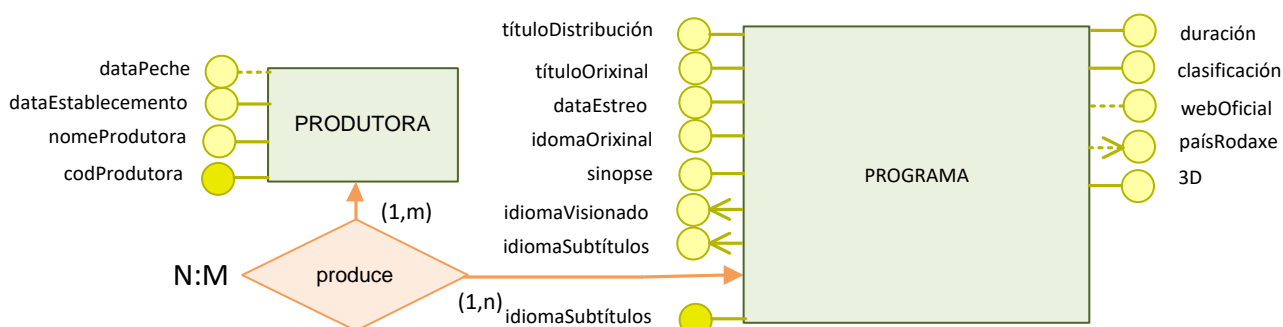 dataPeche
dataEstablecemento
nomeProdutora
codProdutora
PRODUTORA
(1,m)
N:M
produce
(1,n)
títuloDistribución
títuloOrixinal
dataEstreo
idomaOrixinal
sinopse
idiomaVisionado
idiomaSubtítulos
idiomaSubtítulos
PROGRAMA
duración
clasificación
webOficial
paísRodaxe
3D